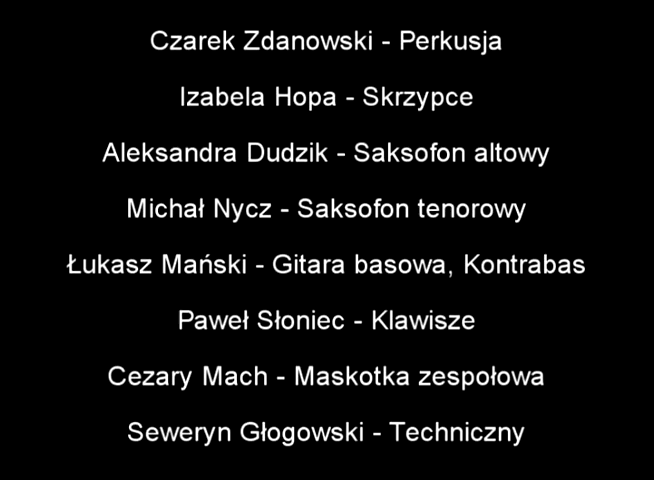 Czarek Zdanowski - Perkusja
Izabela Hopa - Skrzypce
Aleksandra Dudzik - Saksofon altowy
Michał Nycz - Saksofon tenorowy
Łukasz Mański - Gitara basowa, Kontrabas
Paweł Słoniec - Klawisze
Cezary Mach - Maskotka zespołowa
Seweryn Głogowski - Techniczny